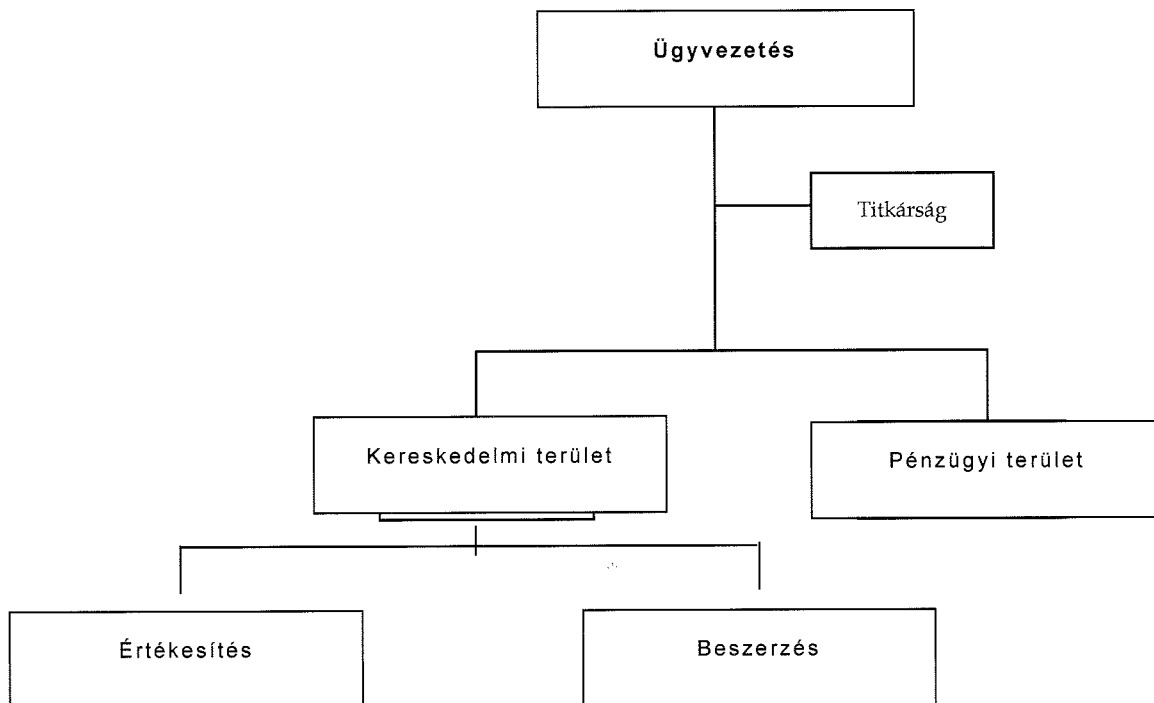 Ügyvezetés
Titkárság
Kereskedelmi terület
Pénzügyi terület
Értékesítés
Beszerzés